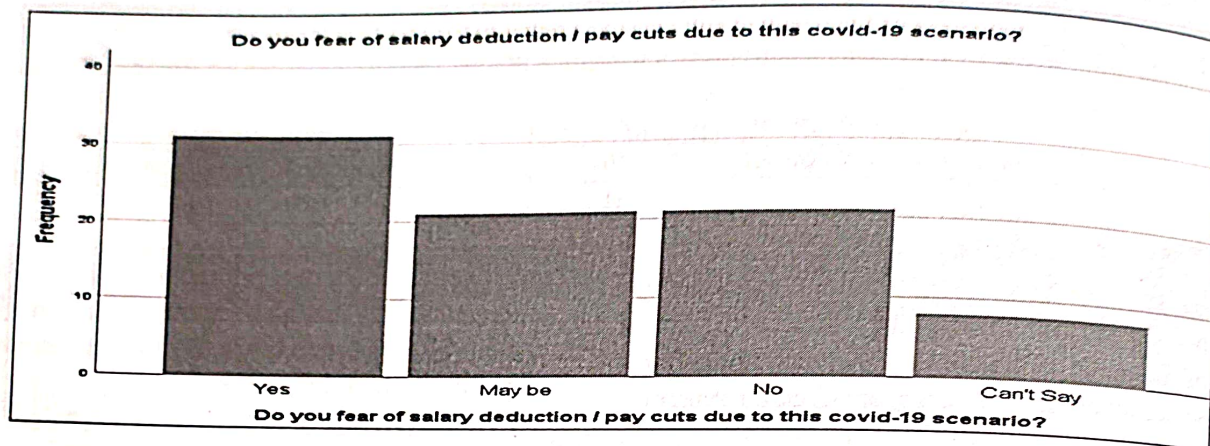 Do you fear of salary deduction / pay cuts due to this covid-19 scenario?
40
30
20
10
0
Frequency
Yes
May be
No
Can't Say
Do you fear of salary deduction / pay cuts due to this covid-19 scenario?